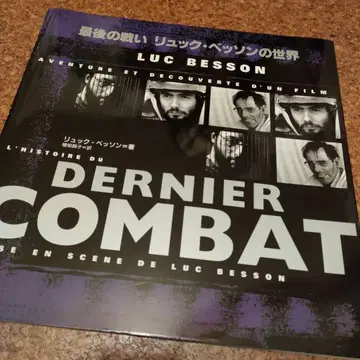 最後の戦い リュック・ベッソンの世界
LUC BESSON
AVENTURE ET DECOUVERTE D'UN FILM
リュック・ベッソン=著
L'HISTOIRE DU
DERNIER
COMBAT
SE EN SCENE DE LUC BESSON